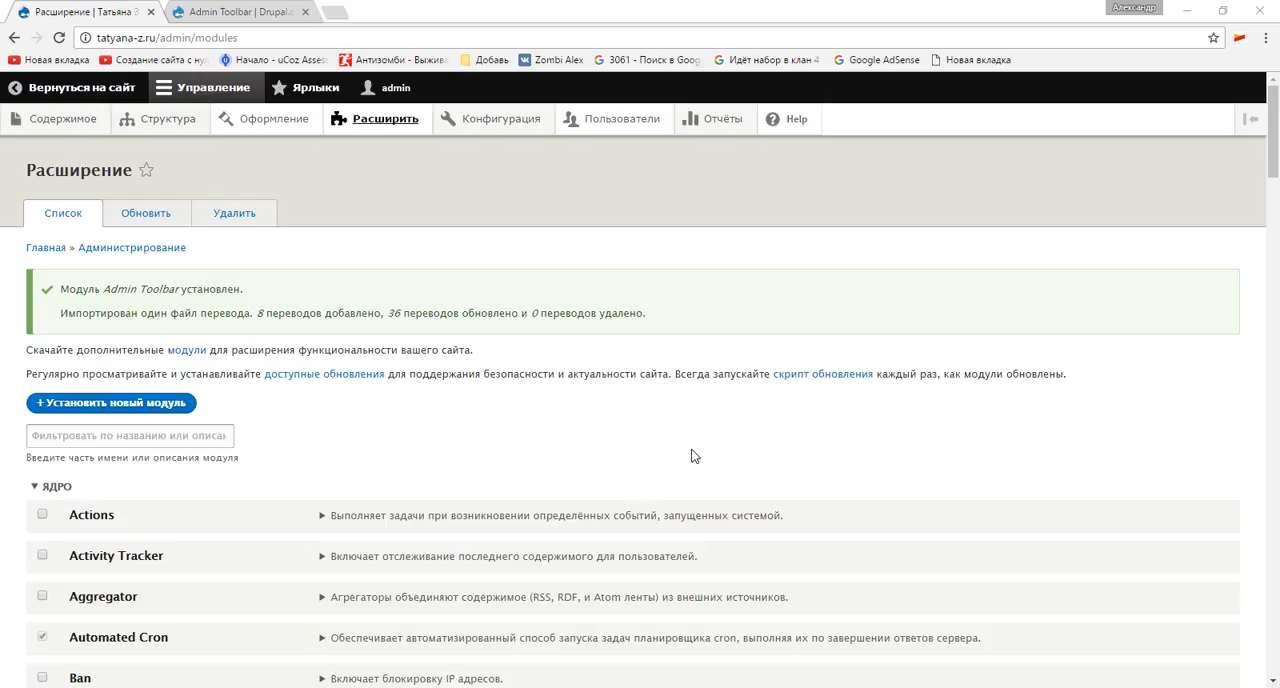 Расширение | Татьяна З
Admin Toolbar | Drupal.o
Александр
tatyana-z.ru/admin/modules
Новая вкладка
Создание сайта с нул
Начало - uCoz Asses
Антизомби - Выжива
Добавь
Zombi Alex
3061 - Поиск в Goog
Идёт набор в клан 4
Google AdSense
Новая вкладка
Вернуться на сайт
Управление
Ярлыки
admin
Содержимое
Структура
Оформление
Расширить
Конфигурация
Пользователи
Отчёты
Help
Расширение
Список
Обновить
Удалить
Главная » Администрирование
Модуль Admin Toolbar установлен.
Импортирован один файл перевода. 8 переводов добавлено, 36 переводов обновлено и 0 переводов удалено.
Скачайте дополнительные модули для расширения функциональности вашего сайта.
Регулярно просматривайте и устанавливайте доступные обновления для поддержания безопасности и актуальности сайта. Всегда запускайте скрипт обновления каждый раз, как модули обновлены.
+ Установить новый модуль
Фильтровать по названию или описан
Введите часть имени или описания модуля
▼ ЯДРО
Actions
► Выполняет задачи при возникновении определённых событий, запущенных системой.
Activity Tracker
► Включает отслеживание последнего содержимого для пользователей.
Aggregator
► Агрегаторы объединяют содержимое (RSS, RDF, и Atom ленты) из внешних источников.
Automated Cron
► Обеспечивает автоматизированный способ запуска задач планировщика cron, выполняя их по завершении ответов сервера.
Ban
► Включает блокировку IP адресов.